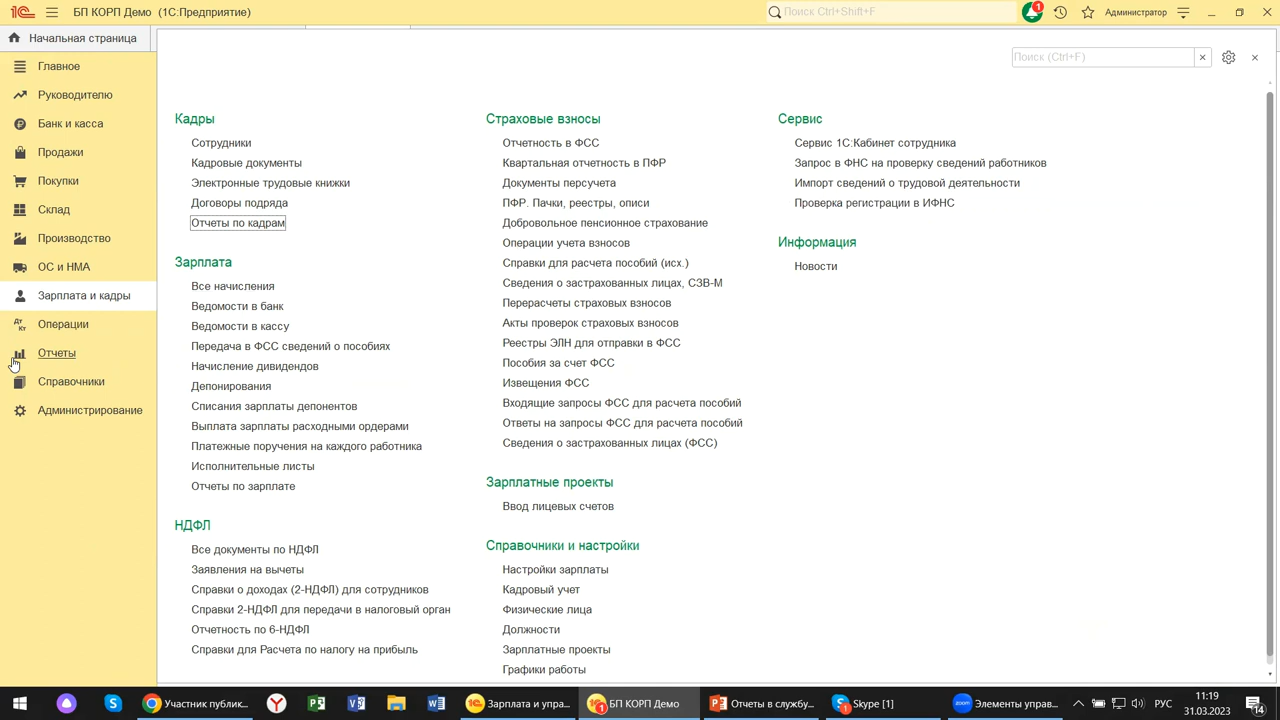 БП КОРП Демо (1С:Предприятие)
Поиск Ctrl+Shift+F
1
Администратор
Начальная страница
Поиск (Ctrl+F)
Главное
Руководителю
Банк и касса
Продажи
Покупки
Склад
Производство
ОС и НМА
Зарплата и кадры
Дт Кт
Операции
Отчеты
Справочники
Администрирование
Кадры
Сотрудники
Кадровые документы
Электронные трудовые книжки
Договоры подряда
Отчеты по кадрам
Зарплата
Все начисления
Ведомости в банк
Ведомости в кассу
Передача в ФСС сведений о пособиях
Начисление дивидендов
Депонирования
Списания зарплаты депонентов
Выплата зарплаты расходными ордерами
Платежные поручения на каждого работника
Исполнительные листы
Отчеты по зарплате
НДФЛ
Все документы по НДФЛ
Заявления на вычеты
Справки о доходах (2-НДФЛ) для сотрудников
Справки 2-НДФЛ для передачи в налоговый орган
Отчетность по 6-НДФЛ
Справки для Расчета по налогу на прибыль
Страховые взносы
Отчетность в ФСС
Квартальная отчетность в ПФР
Документы персучета
ПФР. Пачки, реестры, описи
Добровольное пенсионное страхование
Операции учета взносов
Справки для расчета пособий (исх.)
Сведения о застрахованных лицах, СЗВ-М
Перерасчеты страховых взносов
Акты проверок страховых взносов
Реестры ЭЛН для отправки в ФСС
Пособия за счет ФСС
Извещения ФСС
Входящие запросы ФСС для расчета пособий
Ответы на запросы ФСС для расчета пособий
Сведения о застрахованных лицах (ФСС)
Зарплатные проекты
Ввод лицевых счетов
Справочники и настройки
Настройки зарплаты
Кадровый учет
Физические лица
Должности
Зарплатные проекты
Графики работы
Сервис
Сервис 1С:Кабинет сотрудника
Запрос в ФНС на проверку сведений работников
Импорт сведений о трудовой деятельности
Проверка регистрации в ИФНС
Информация
Новости
Участник публик...
Зарплата и упра...
БП КОРП Демо
Отчеты в службу...
Skype [1]
zoom
Элементы управ...
РУС
11:19
31.03.2023
14